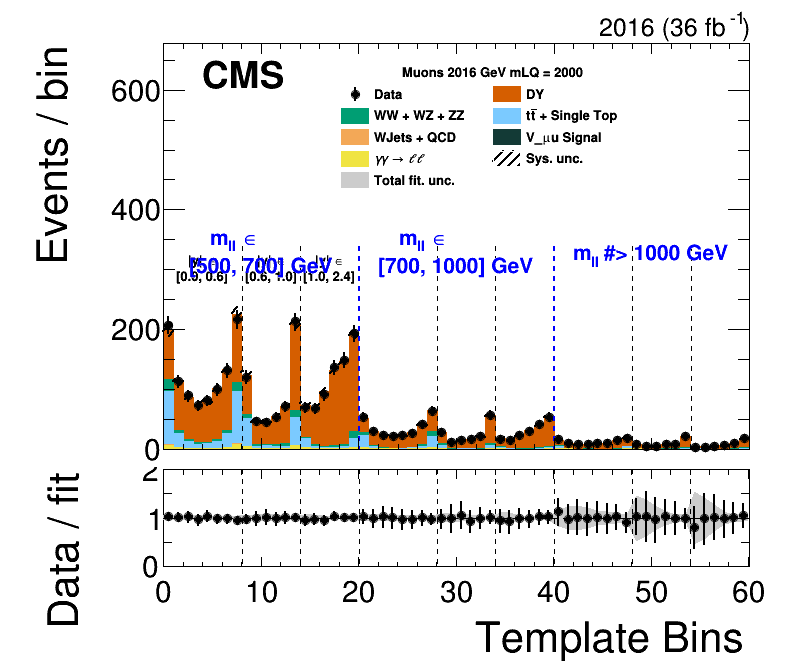 2016 (36 fb⁻¹)
CMS
Muons 2016 GeV mLQ = 2000
Data
DY
WW + WZ + ZZ
tt̄ + Single Top
WJets + QCD
V_μu Signal
γγ → ℓℓ
Sys. unc.
Total fit. unc.
Events / bin
600
400
200
0
m_ll ∈
[500, 700] GeV
m_ll ∈
[700, 1000] GeV
m_ll #> 1000 GeV
[0.0, 0.6]
[0.6, 1.0]
[1.0, 2.4]
Data / fit
2
1
0
0 10 20 30 40 50 60
Template Bins